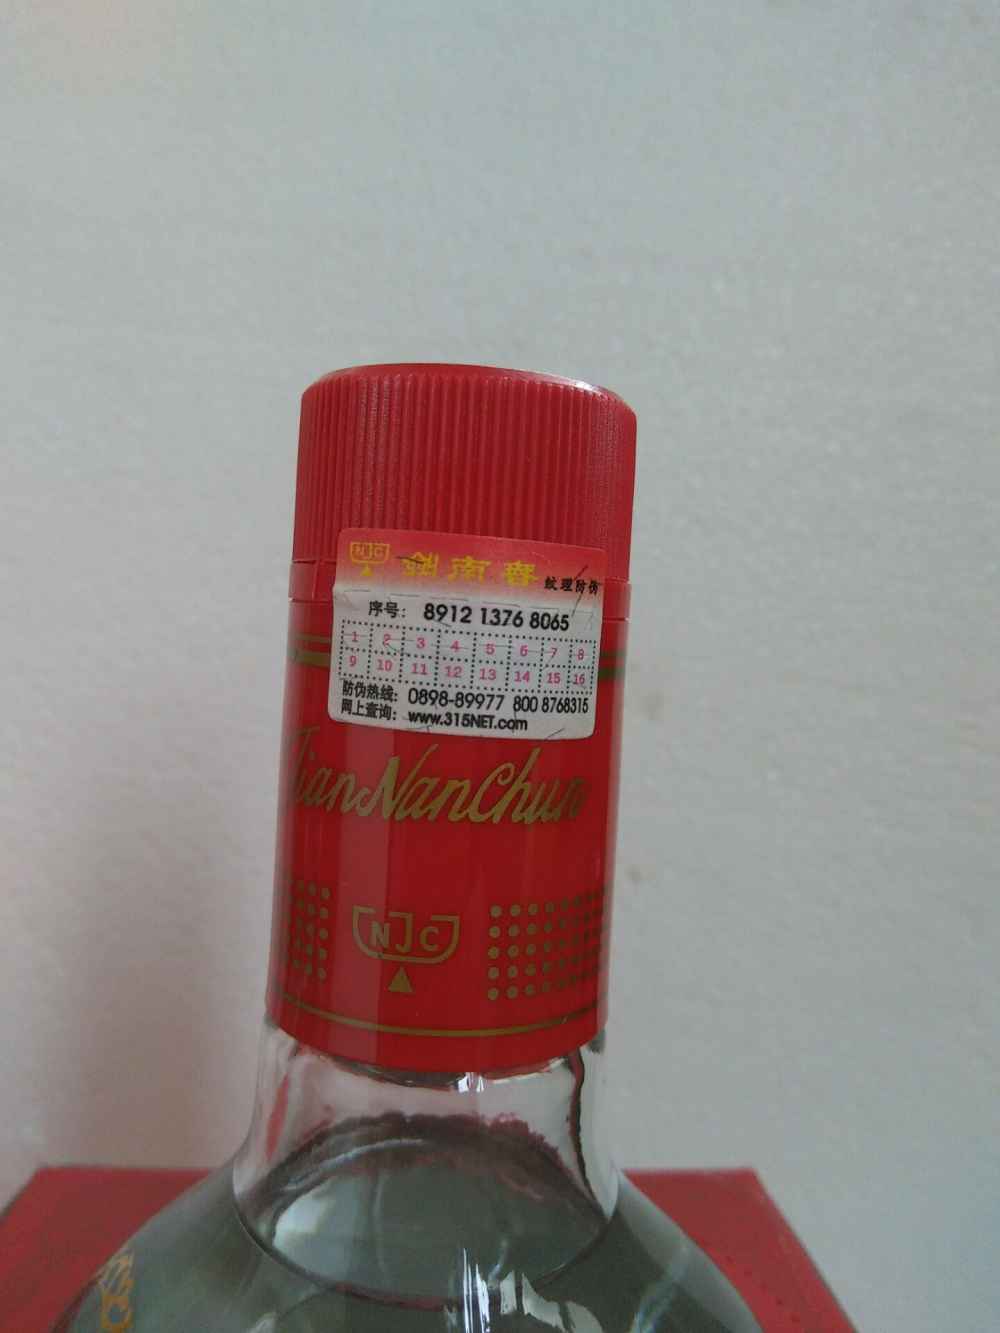 NJC 剑南春 纹理防伪
序号: 8912 1376 8065
1 2 3 4 5 6 7 8
9 10 11 12 13 14 15 16
防伪热线: 0898-89977 800 8768315
网上查询: www.315NET.com
JianNanChun
NJC